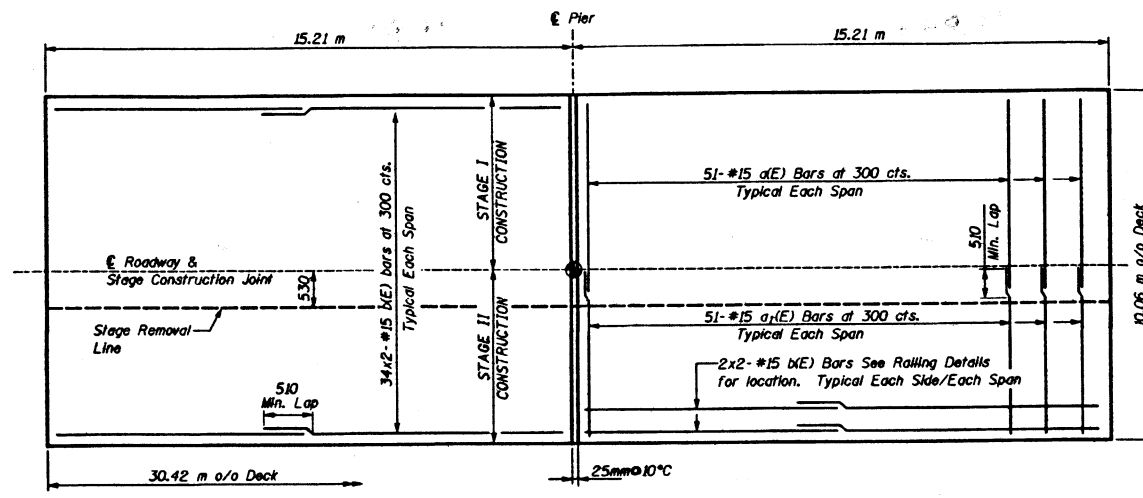 ℄ Pier
15.21 m
15.21 m
STAGE I
CONSTRUCTION
34x2-#15 b(E) bars at 300 cts.
Typical Each Span
51-#15 a(E) Bars at 300 cts.
Typical Each Span
510
Min. Lap
10.06 m o/o Deck
℄ Roadway &
Stage Construction Joint
530
Stage Removal
Line
STAGE II
CONSTRUCTION
51-#15 a₁(E) Bars at 300 cts.
Typical Each Span
2x2-#15 b(E) Bars See Railing Details
for location. Typical Each Side/Each Span
510
Min. Lap
30.42 m o/o Deck
25mm@10°C